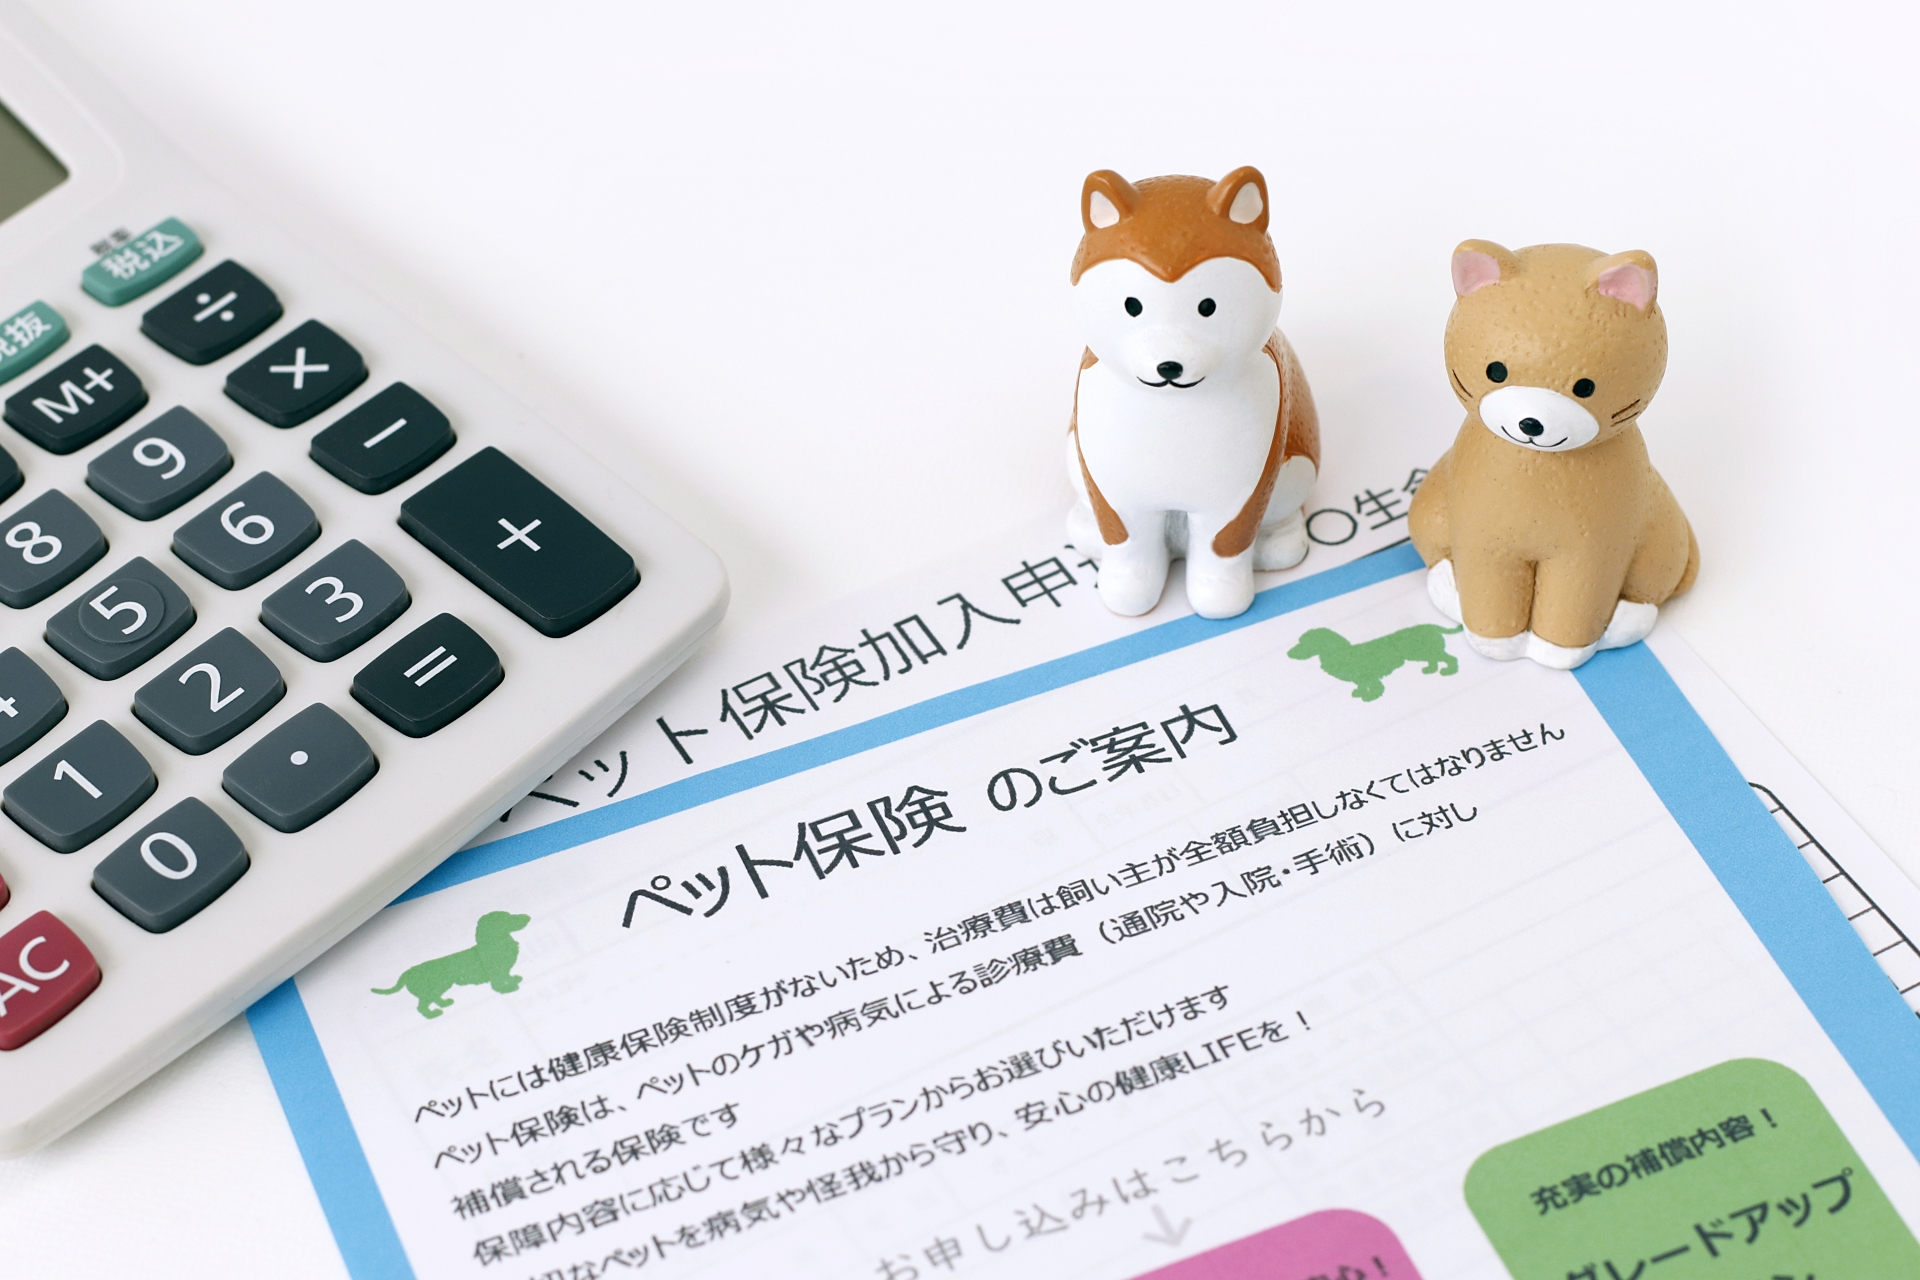 税率
税込
÷
M+
×
9
−
8
6
+
5
3
2
=
1
.
0
AC
ペット保険加入申
〇生
ペット保険 のご案内
ペットには健康保険制度がないため、治療費は飼い主が全額負担しなくてはなりません
ペット保険は、ペットのケガや病気による診療費（通院や入院・手術）に対し
補償される保険です
保障内容に応じて様々なプランからお選びいただけます
ペットを病気や怪我から守り、安心の健康LIFEを！
お申し込みはこちらから
充実の補償内容！
グレードアップ